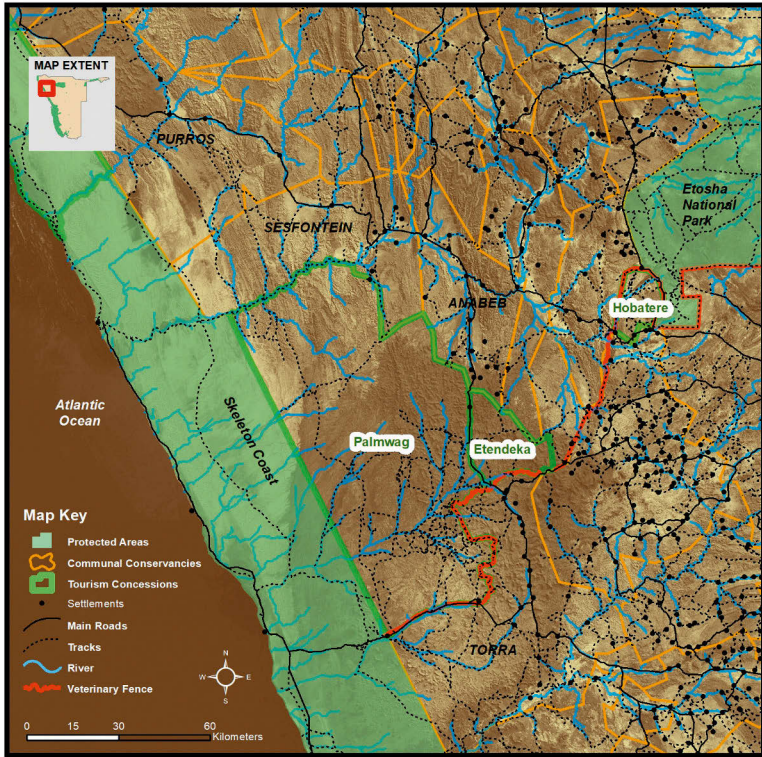 MAP EXTENT
PURROS
SESFONTEIN
Etosha
National
Park
ANABEB
Hobatere
Atlantic
Ocean
Skeleton Coast
Palmwag
Etendeka
Map Key
Protected Areas
Communal Conservancies
Tourism Concessions
Settlements
Main Roads
Tracks
River
Veterinary Fence
N
W E
S
TORRA
0 15 30 60
Kilometers